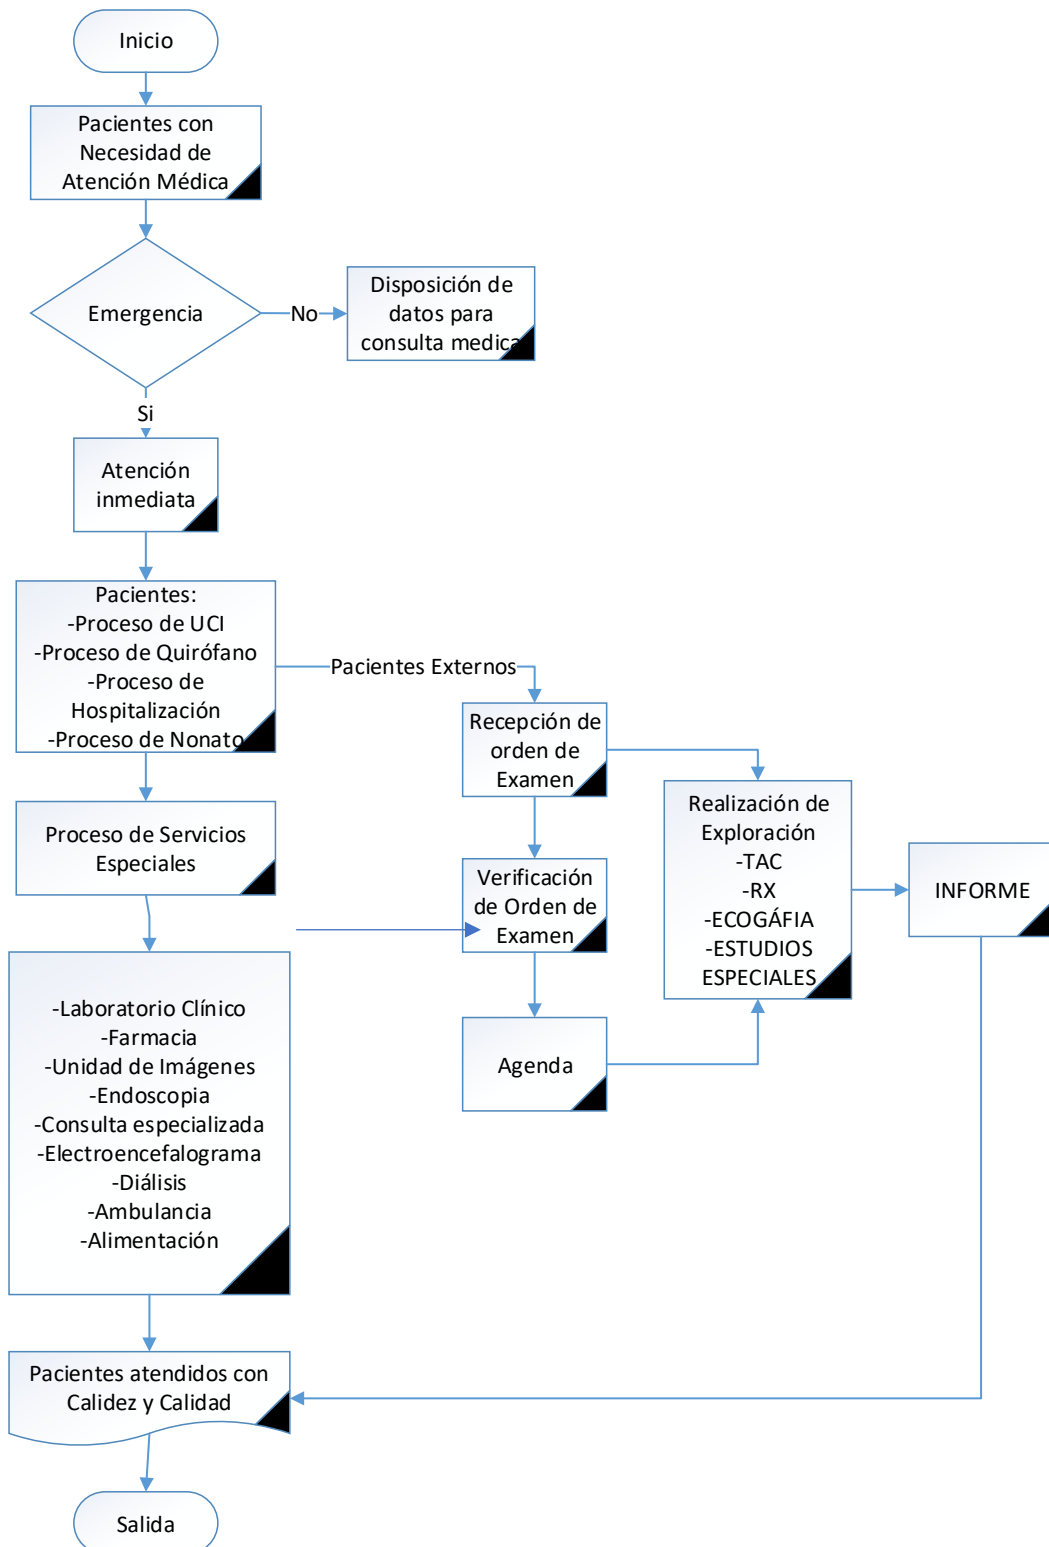 Inicio
Pacientes con
Necesidad de
Atención Médica
Emergencia
No
Disposición de
datos para
consulta medica
Si
Atención
inmediata
Pacientes:
-Proceso de UCI
-Proceso de Quirófano
-Proceso de
Hospitalización
-Proceso de Nonato
Pacientes Externos
Recepción de
orden de
Examen
Realización de
Exploración
-TAC
-RX
-ECOGÁFIA
-ESTUDIOS
ESPECIALES
INFORME
Proceso de Servicios
Especiales
Verificación
de Orden de
Examen
Agenda
-Laboratorio Clínico
-Farmacia
-Unidad de Imágenes
-Endoscopia
-Consulta especializada
-Electroencefalograma
-Diálisis
-Ambulancia
-Alimentación
Pacientes atendidos con
Calidez y Calidad
Salida